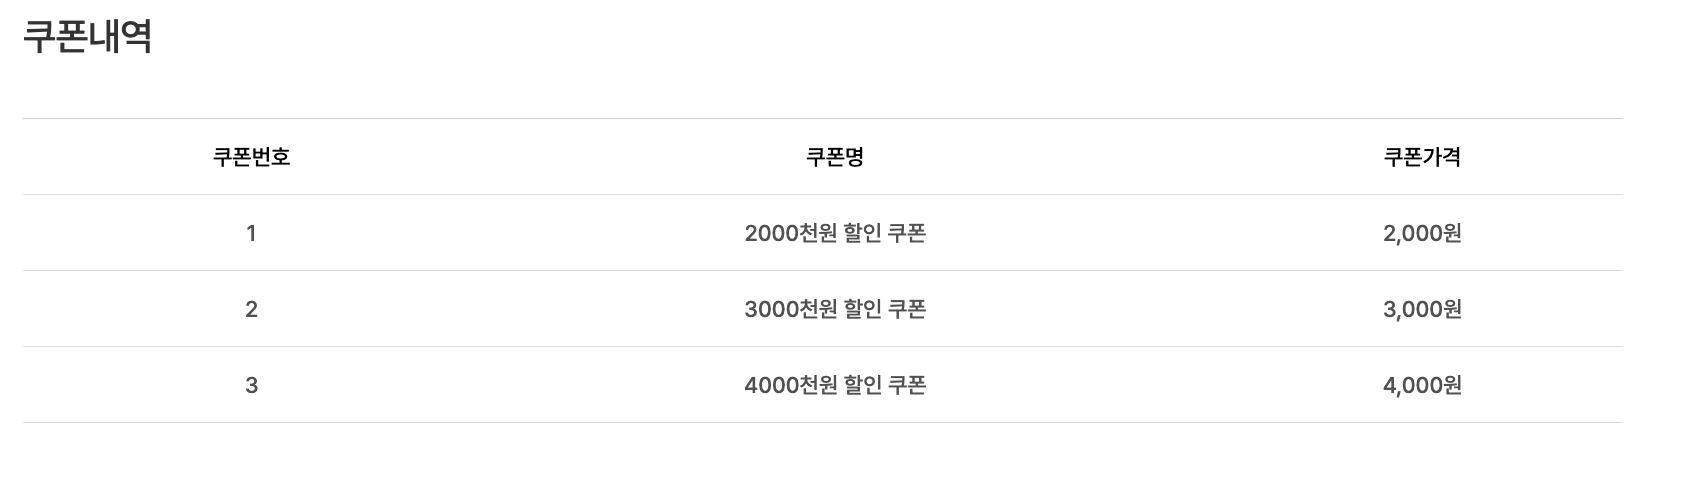 쿠폰내역
쿠폰번호 쿠폰명 쿠폰가격
1 2000천원 할인 쿠폰 2,000원
2 3000천원 할인 쿠폰 3,000원
3 4000천원 할인 쿠폰 4,000원